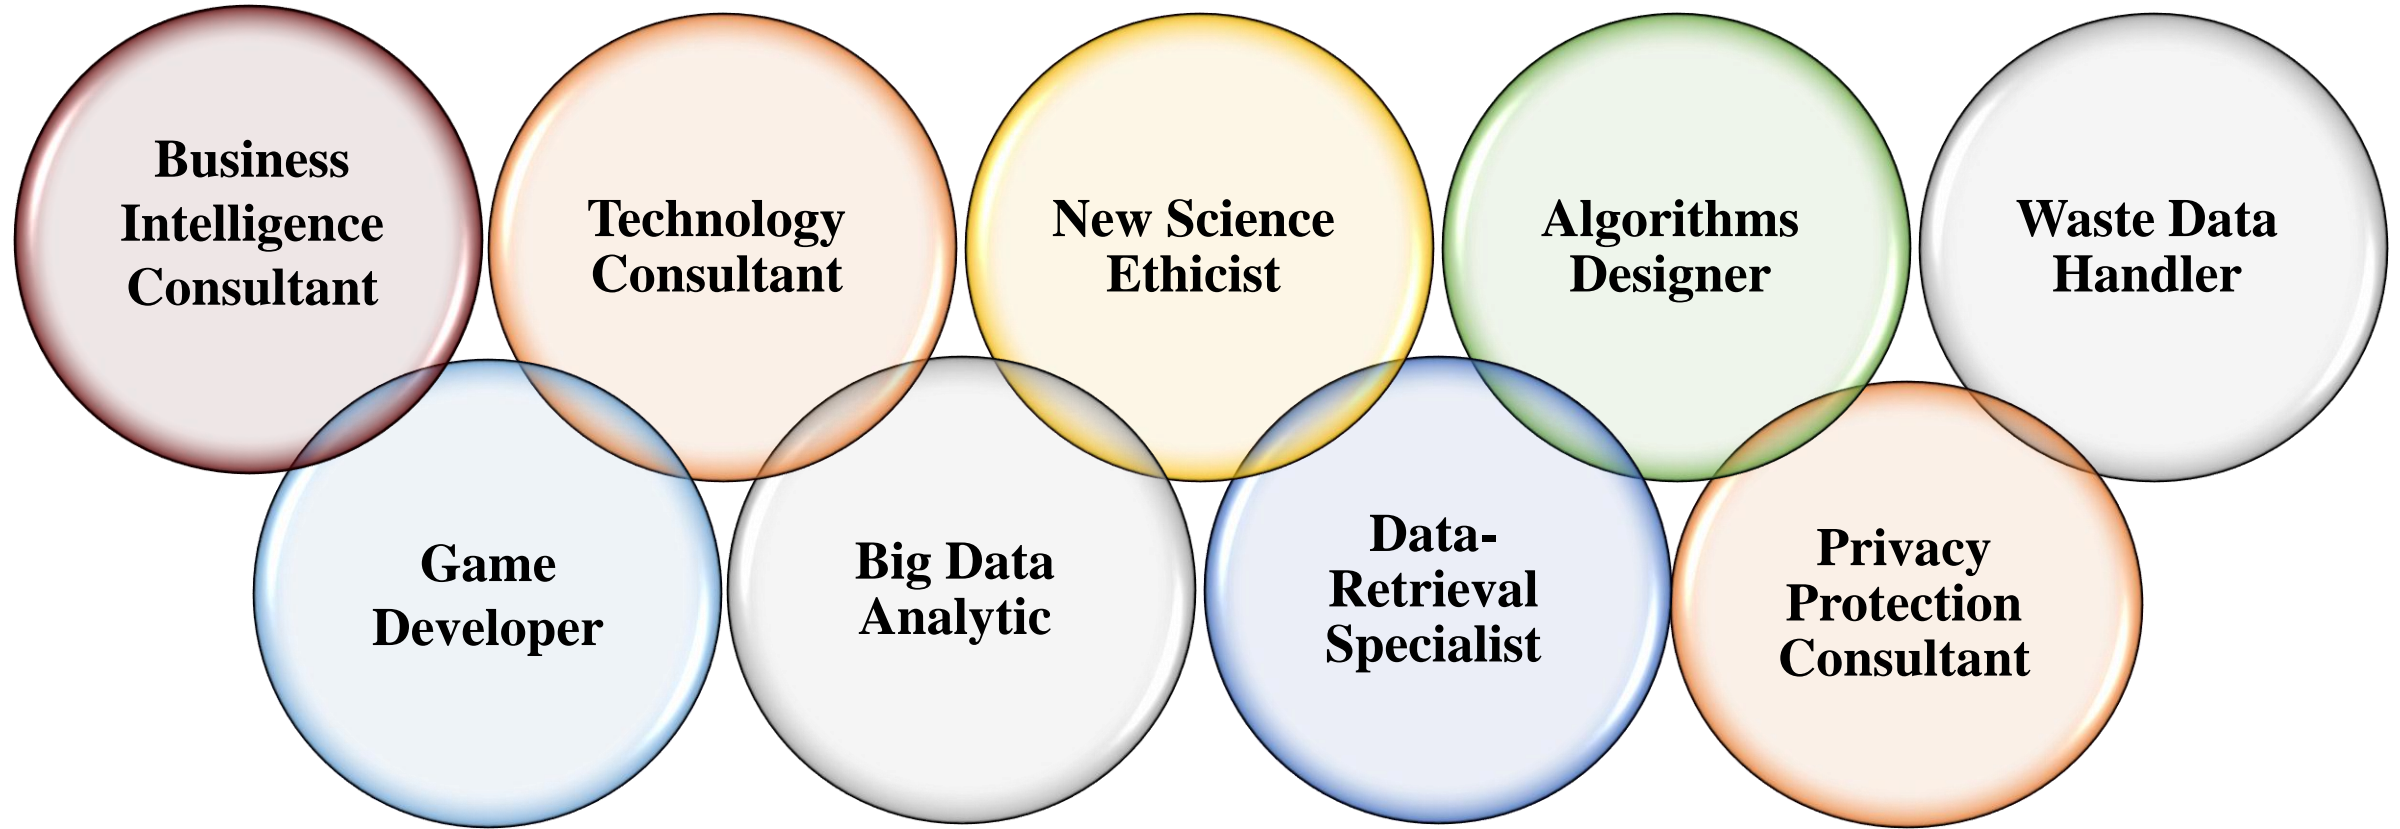 Business
Intelligence
Consultant
Technology
Consultant
New Science
Ethicist
Algorithms
Designer
Waste Data
Handler
Game
Developer
Big Data
Analytic
Data-
Retrieval
Specialist
Privacy
Protection
Consultant